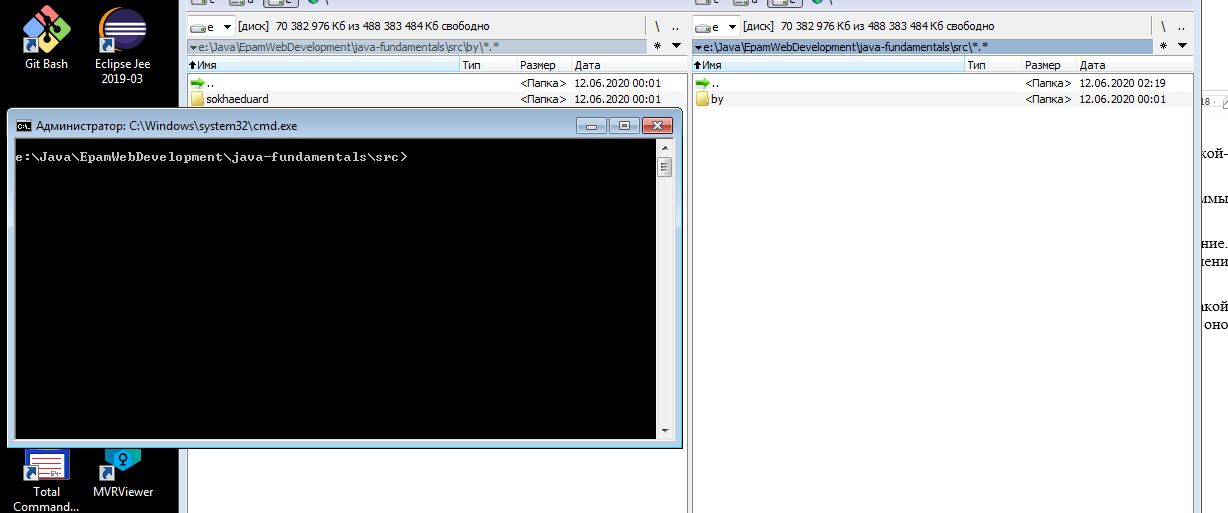 Git Bash
Eclipse Jee
2019-03
e
[диск] 70 382 976 Кб из 488 383 484 Кб свободно
\ ..
e:\Java\EpamWebDevelopment\java-fundamentals\src\by\*.*
* ▼
Имя Тип Размер Дата
.. <Папка> 12.06.2020 00:01
sokhaeduard <Папка> 12.06.2020 00:01
e
[диск] 70 382 976 Кб из 488 383 484 Кб свободно
\ ..
e:\Java\EpamWebDevelopment\java-fundamentals\src\*.*
* ▼
Имя Тип Размер Дата
.. <Папка> 12.06.2020 02:19
by <Папка> 12.06.2020 00:01
Администратор: C:\Windows\system32\cmd.exe
e:\Java\EpamWebDevelopment\java-fundamentals\src>
Total
Command...
MVRViewer
18
кой-
ммы
ние.
лени
акой
оно